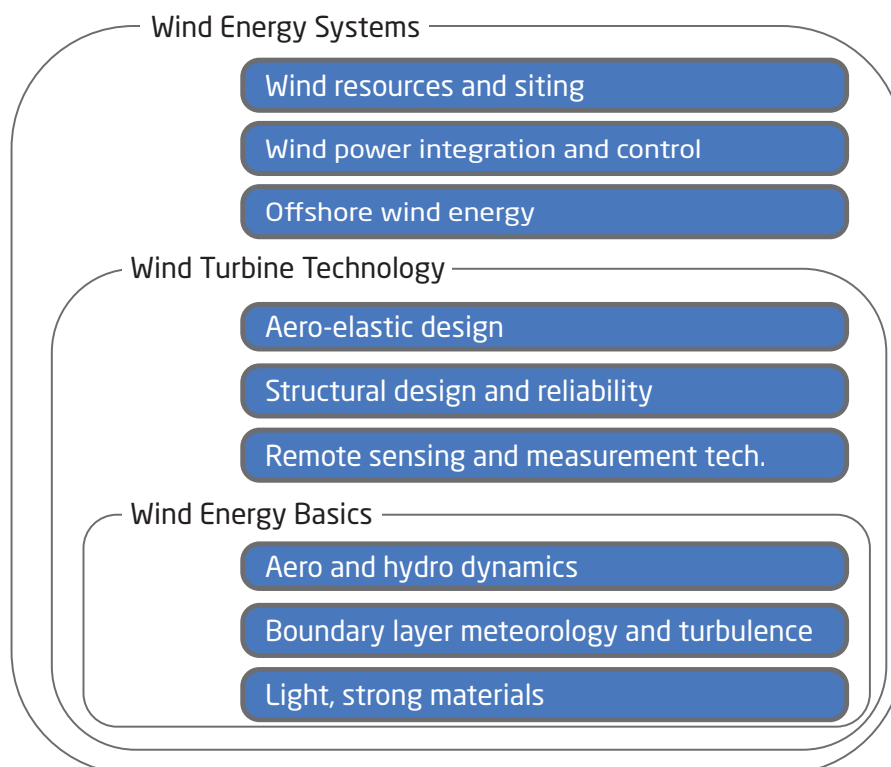 Wind Energy Systems
Wind resources and siting
Wind power integration and control
Offshore wind energy
Wind Turbine Technology
Aero-elastic design
Structural design and reliability
Remote sensing and measurement tech.
Wind Energy Basics
Aero and hydro dynamics
Boundary layer meteorology and turbulence
Light, strong materials